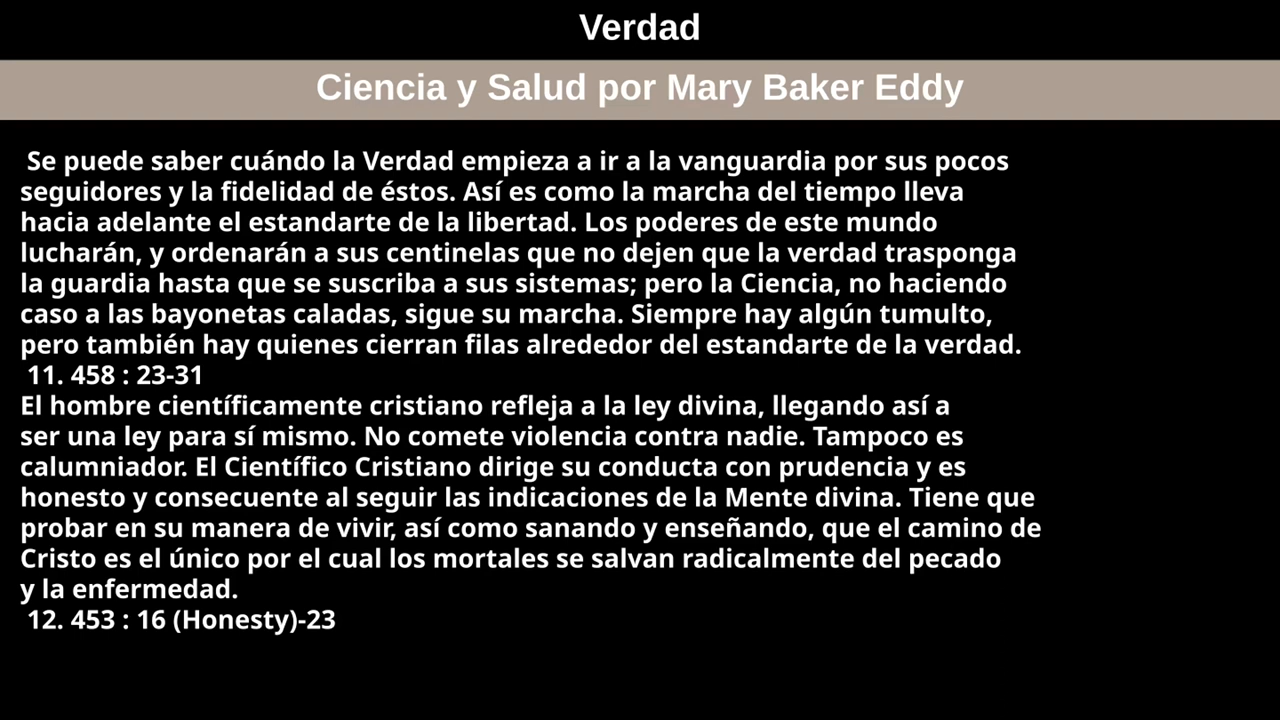 Verdad
Ciencia y Salud por Mary Baker Eddy
Se puede saber cuándo la Verdad empieza a ir a la vanguardia por sus pocos
seguidores y la fidelidad de éstos. Así es como la marcha del tiempo lleva
hacia adelante el estandarte de la libertad. Los poderes de este mundo
lucharán, y ordenarán a sus centinelas que no dejen que la verdad trasponga
la guardia hasta que se suscriba a sus sistemas; pero la Ciencia, no haciendo
caso a las bayonetas caladas, sigue su marcha. Siempre hay algún tumulto,
pero también hay quienes cierran filas alrededor del estandarte de la verdad.
11. 458 : 23-31
El hombre científicamente cristiano refleja a la ley divina, llegando así a
ser una ley para sí mismo. No comete violencia contra nadie. Tampoco es
calumniador. El Científico Cristiano dirige su conducta con prudencia y es
honesto y consecuente al seguir las indicaciones de la Mente divina. Tiene que
probar en su manera de vivir, así como sanando y enseñando, que el camino de
Cristo es el único por el cual los mortales se salvan radicalmente del pecado
y la enfermedad.
12. 453 : 16 (Honesty)-23